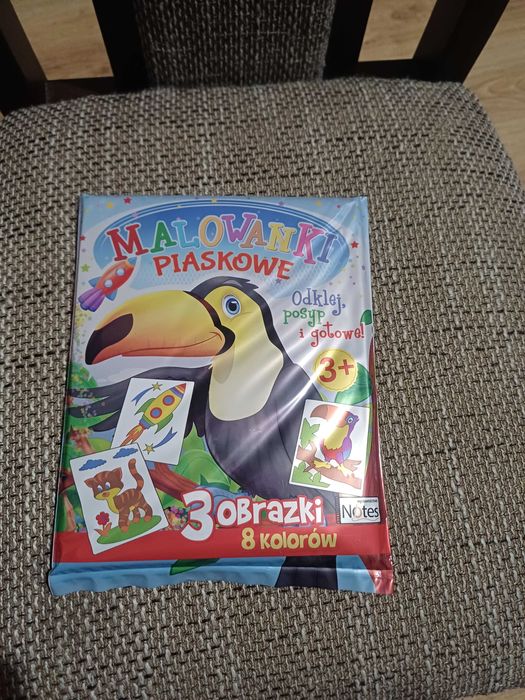 MALOWANKI
PIASKOWE
Odklej,
posyp
i gotowe!
3+
3 obrazki
8 kolorów
Notes